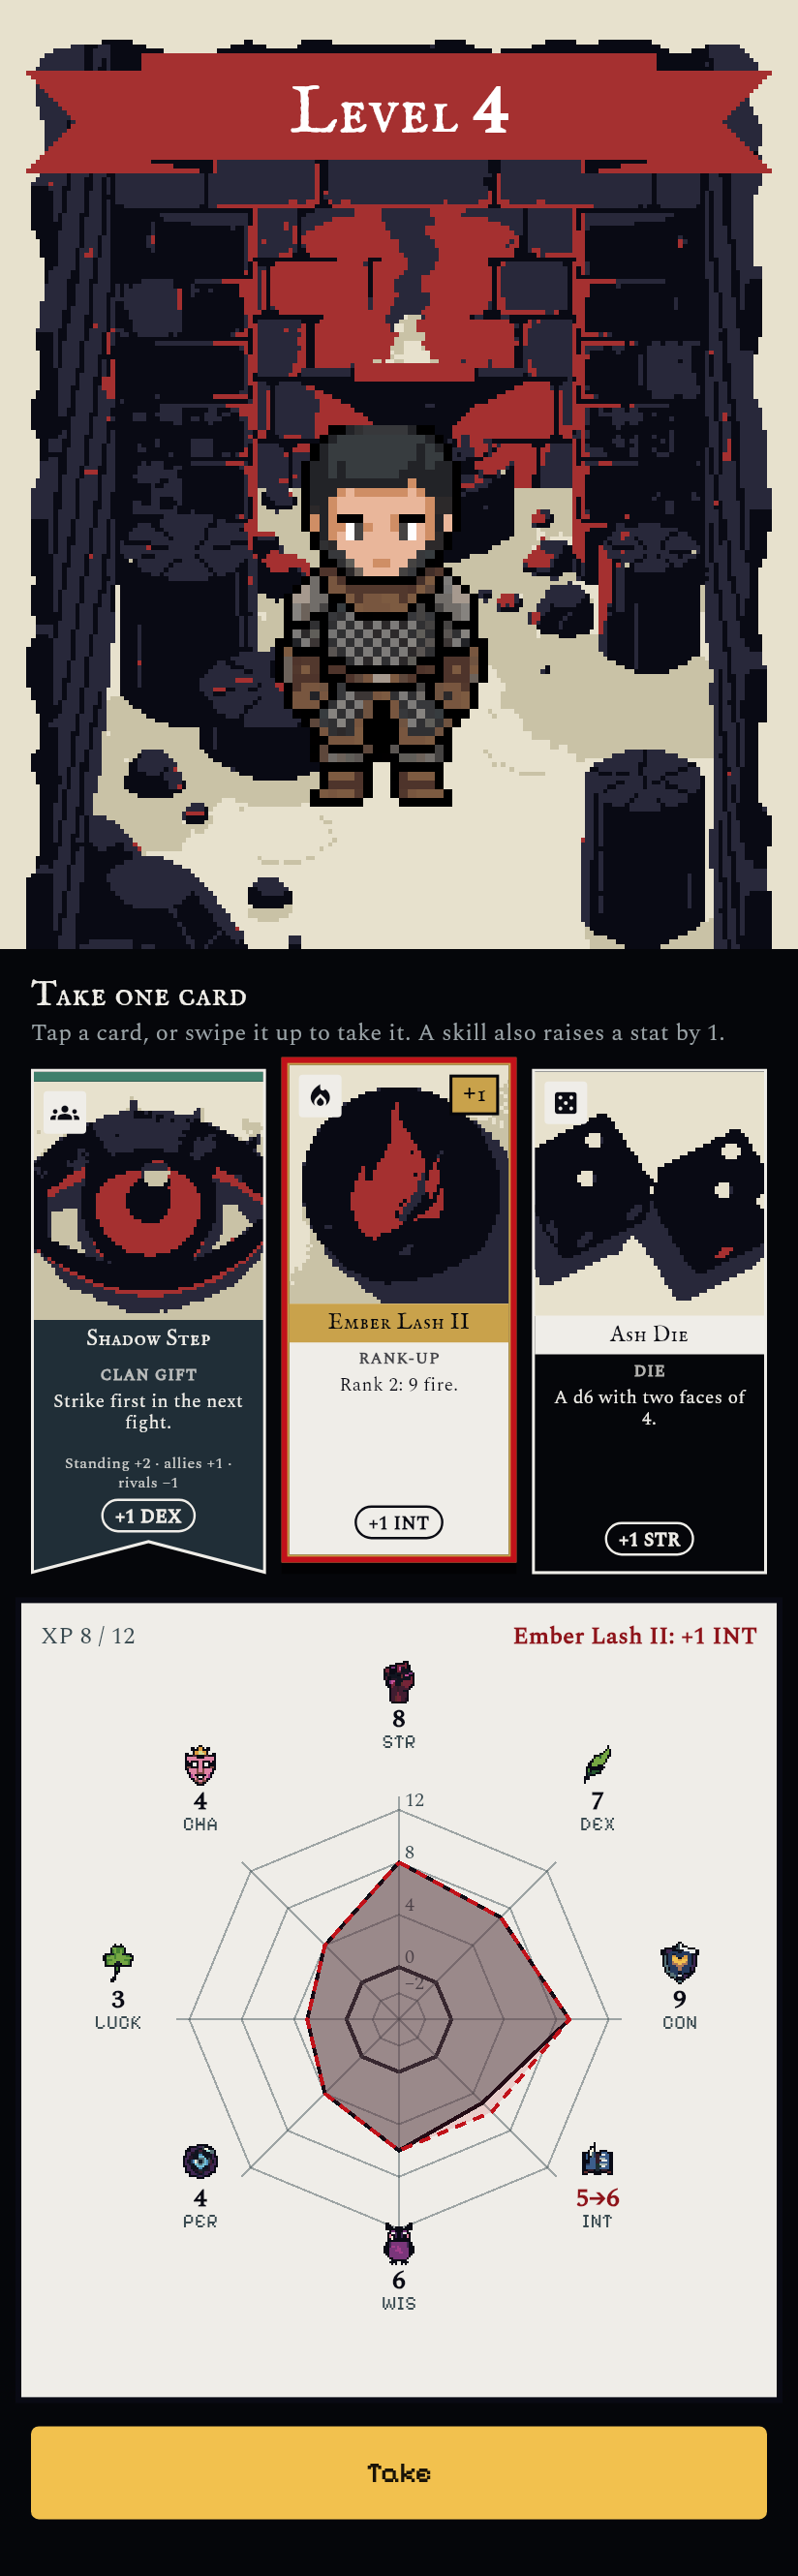 Level 4
Take one card
Tap a card, or swipe it up to take it. A skill also raises a stat by 1.
Shadow Step
CLAN GIFT
Strike first in the next
fight.
Standing +2 · allies +1 ·
rivals −1
+1 DEX
+1
Ember Lash II
RANK-UP
Rank 2: 9 fire.
+1 INT
Ash Die
DIE
A d6 with two faces of
4.
+1 STR
XP 8 / 12
Ember Lash II: +1 INT
8
STR
4
CHA
7
DEX
12
8
4
0
−2
3
LUCK
9
CON
4
PER
5→6
INT
6
WIS
Take